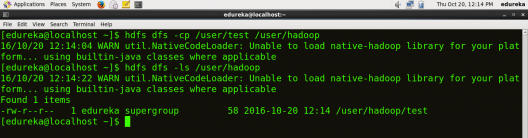 Applications Places System Thu Oct 20, 12:14 PM edureka
edureka@localhost:~
File Edit View Search Terminal Help
[edureka@localhost ~]$ hdfs dfs -cp /user/test /user/hadoop
16/10/20 12:14:04 WARN util.NativeCodeLoader: Unable to load native-hadoop library for your plat
form... using builtin-java classes where applicable
[edureka@localhost ~]$ hdfs dfs -ls /user/hadoop
16/10/20 12:14:22 WARN util.NativeCodeLoader: Unable to load native-hadoop library for your plat
form... using builtin-java classes where applicable
Found 1 items
-rw-r--r-- 1 edureka supergroup 58 2016-10-20 12:14 /user/hadoop/test
[edureka@localhost ~]$